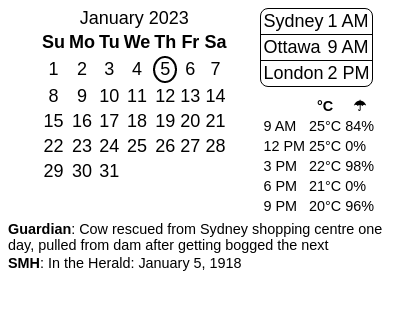 January 2023
Su Mo Tu We Th Fr Sa
1 2 3 4 5 6 7
8 9 10 11 12 13 14
15 16 17 18 19 20 21
22 23 24 25 26 27 28
29 30 31
Sydney 1 AM
Ottawa 9 AM
London 2 PM
°C ☂
9 AM 25°C 84%
12 PM 25°C 0%
3 PM 22°C 98%
6 PM 21°C 0%
9 PM 20°C 96%
Guardian: Cow rescued from Sydney shopping centre one
day, pulled from dam after getting bogged the next
SMH: In the Herald: January 5, 1918